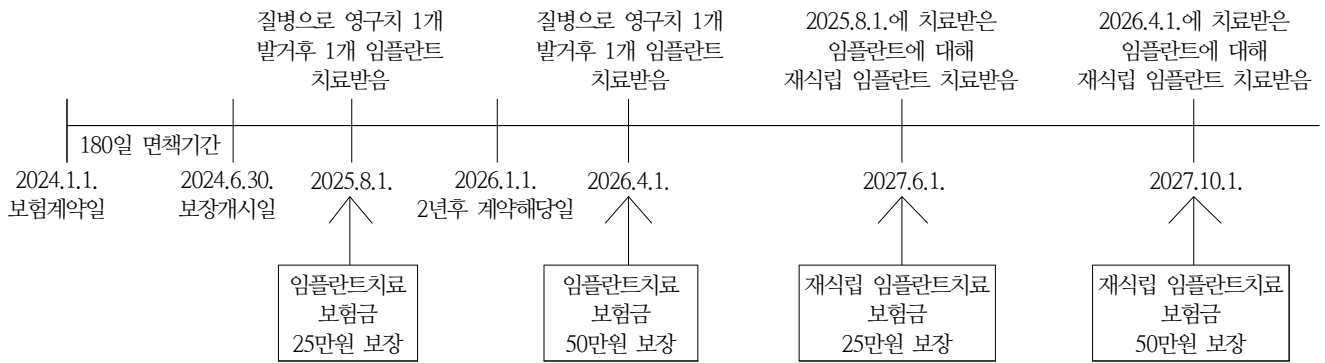 질병으로 영구치 1개
발거후 1개 임플란트
치료받음
질병으로 영구치 1개
발거후 1개 임플란트
치료받음
2025.8.1.에 치료받은
임플란트에 대해
재식립 임플란트 치료받음
2026.4.1.에 치료받은
임플란트에 대해
재식립 임플란트 치료받음
180일 면책기간
2024.1.1.
보험계약일
2024.6.30.
보장개시일
2025.8.1.
2026.1.1.
2년후 계약해당일
2026.4.1.
2027.6.1.
2027.10.1.
임플란트치료
보험금
25만원 보장
임플란트치료
보험금
50만원 보장
재식립 임플란트치료
보험금
25만원 보장
재식립 임플란트치료
보험금
50만원 보장